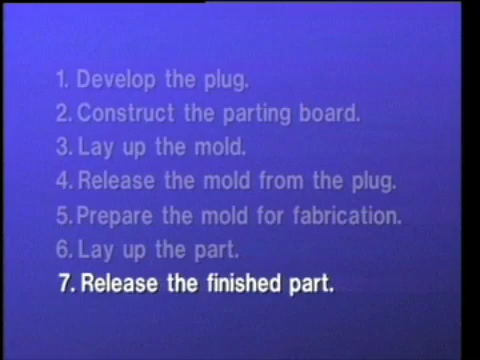 1. Develop the plug.
2. Construct the parting board.
3. Lay up the mold.
4. Release the mold from the plug.
5. Prepare the mold for fabrication.
6. Lay up the part.
7. Release the finished part.